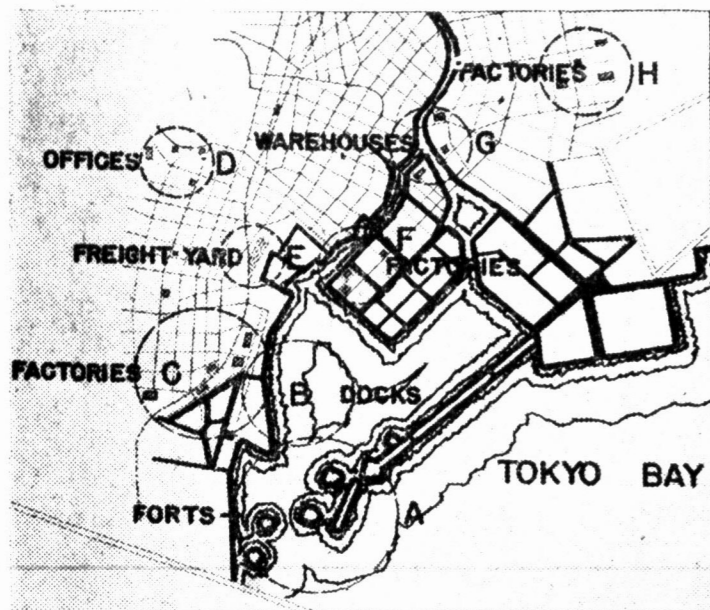 FACTORIES H
WAREHOUSES G
OFFICES D
FREIGHT-YARD E F
FACTORIES
FACTORIES C
B DOCKS
TOKYO BAY
FORTS A